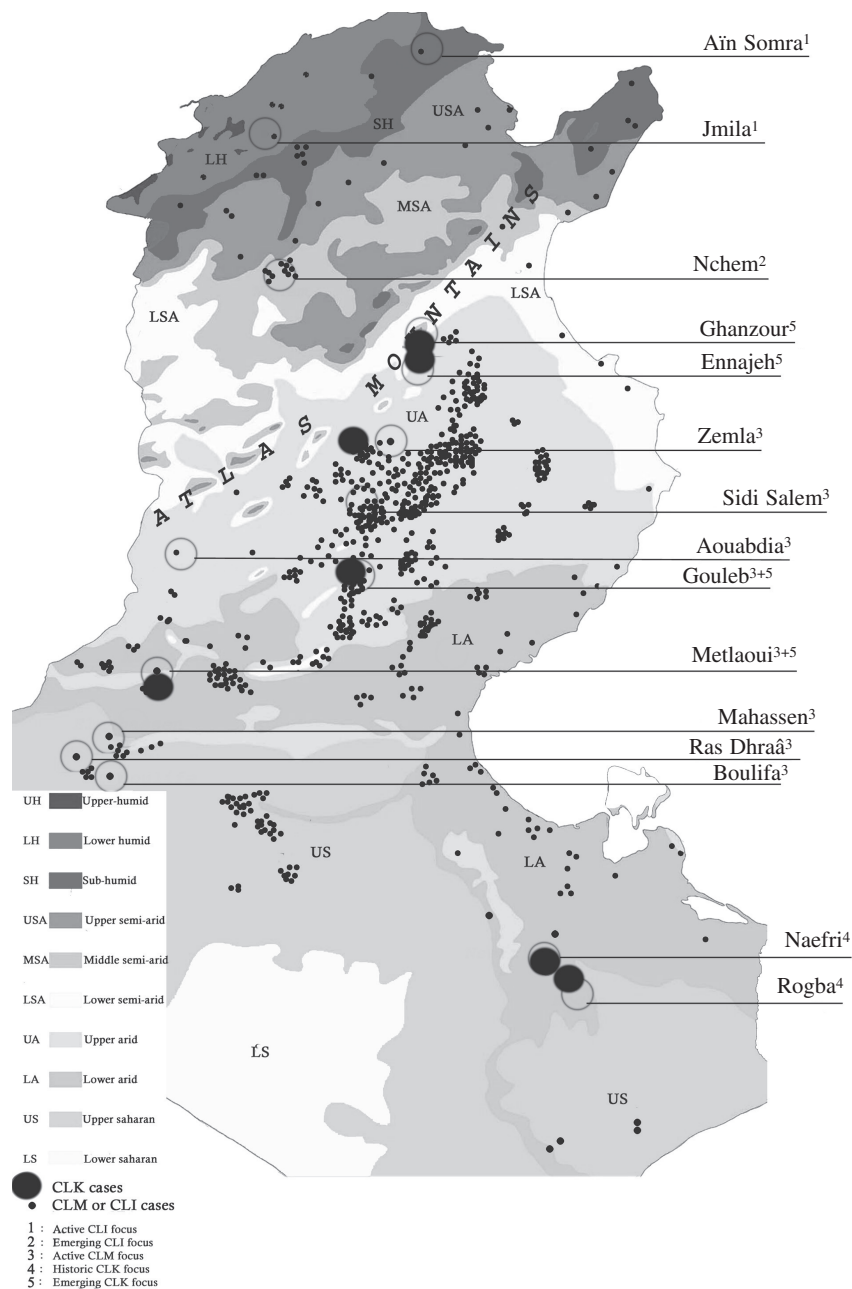 Aïn Somra1
USA
SH
Jmila1
LH
MSA
ATLAS MOUNTAINS
Nchem2
LSA
LSA
Ghanzour5
Ennajeh5
UA
Zemla3
Sidi Salem3
Aouabdia3
Gouleb3+5
LA
Metlaoui3+5
Mahassen3
Ras Dhraâ3
Boulifa3
UH Upper-humid
LH Lower humid
SH Sub-humid
USA Upper semi-arid
MSA Middle semi-arid
LSA Lower semi-arid
UA Upper arid
LA Lower arid
US Upper saharan
LS Lower saharan
US
LA
Naefri4
Rogba4
LS
US
CLK cases
CLM or CLI cases
1 : Active CLI focus
2 : Emerging CLI focus
3 : Active CLM focus
4 : Historic CLK focus
5 : Emerging CLK focus